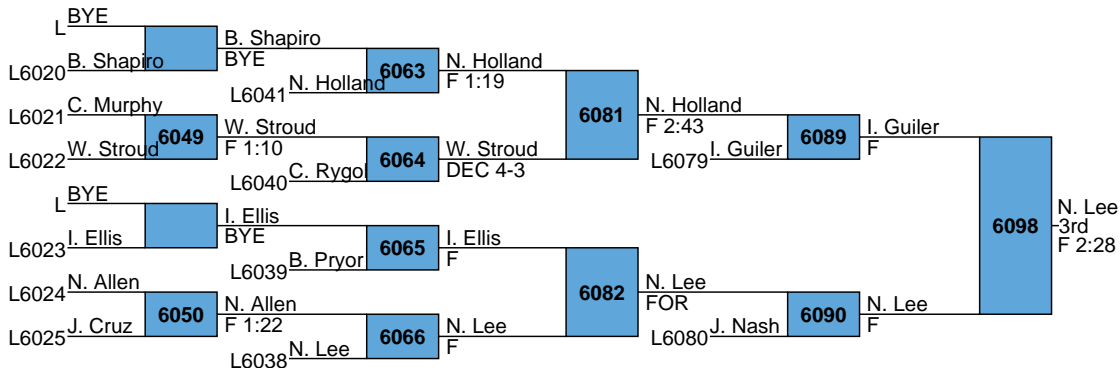 L BYE
L6020 B. Shapiro
B. Shapiro
BYE
L6041 N. Holland
6063
N. Holland
F 1:19
L6021 C. Murphy
6049
L6022 W. Stroud
W. Stroud
F 1:10
6064
L6040 C. Rygol
W. Stroud
DEC 4-3
6081
N. Holland
F 2:43
L6079 I. Guiler
6089
I. Guiler
F
L BYE
L6023 I. Ellis
I. Ellis
BYE
L6039 B. Pryor
6065
I. Ellis
F
L6024 N. Allen
6050
L6025 J. Cruz
N. Allen
F 1:22
6066
L6038 N. Lee
N. Lee
F
6082
N. Lee
FOR
L6080 J. Nash
6090
N. Lee
F
6098
N. Lee
3rd
F 2:28